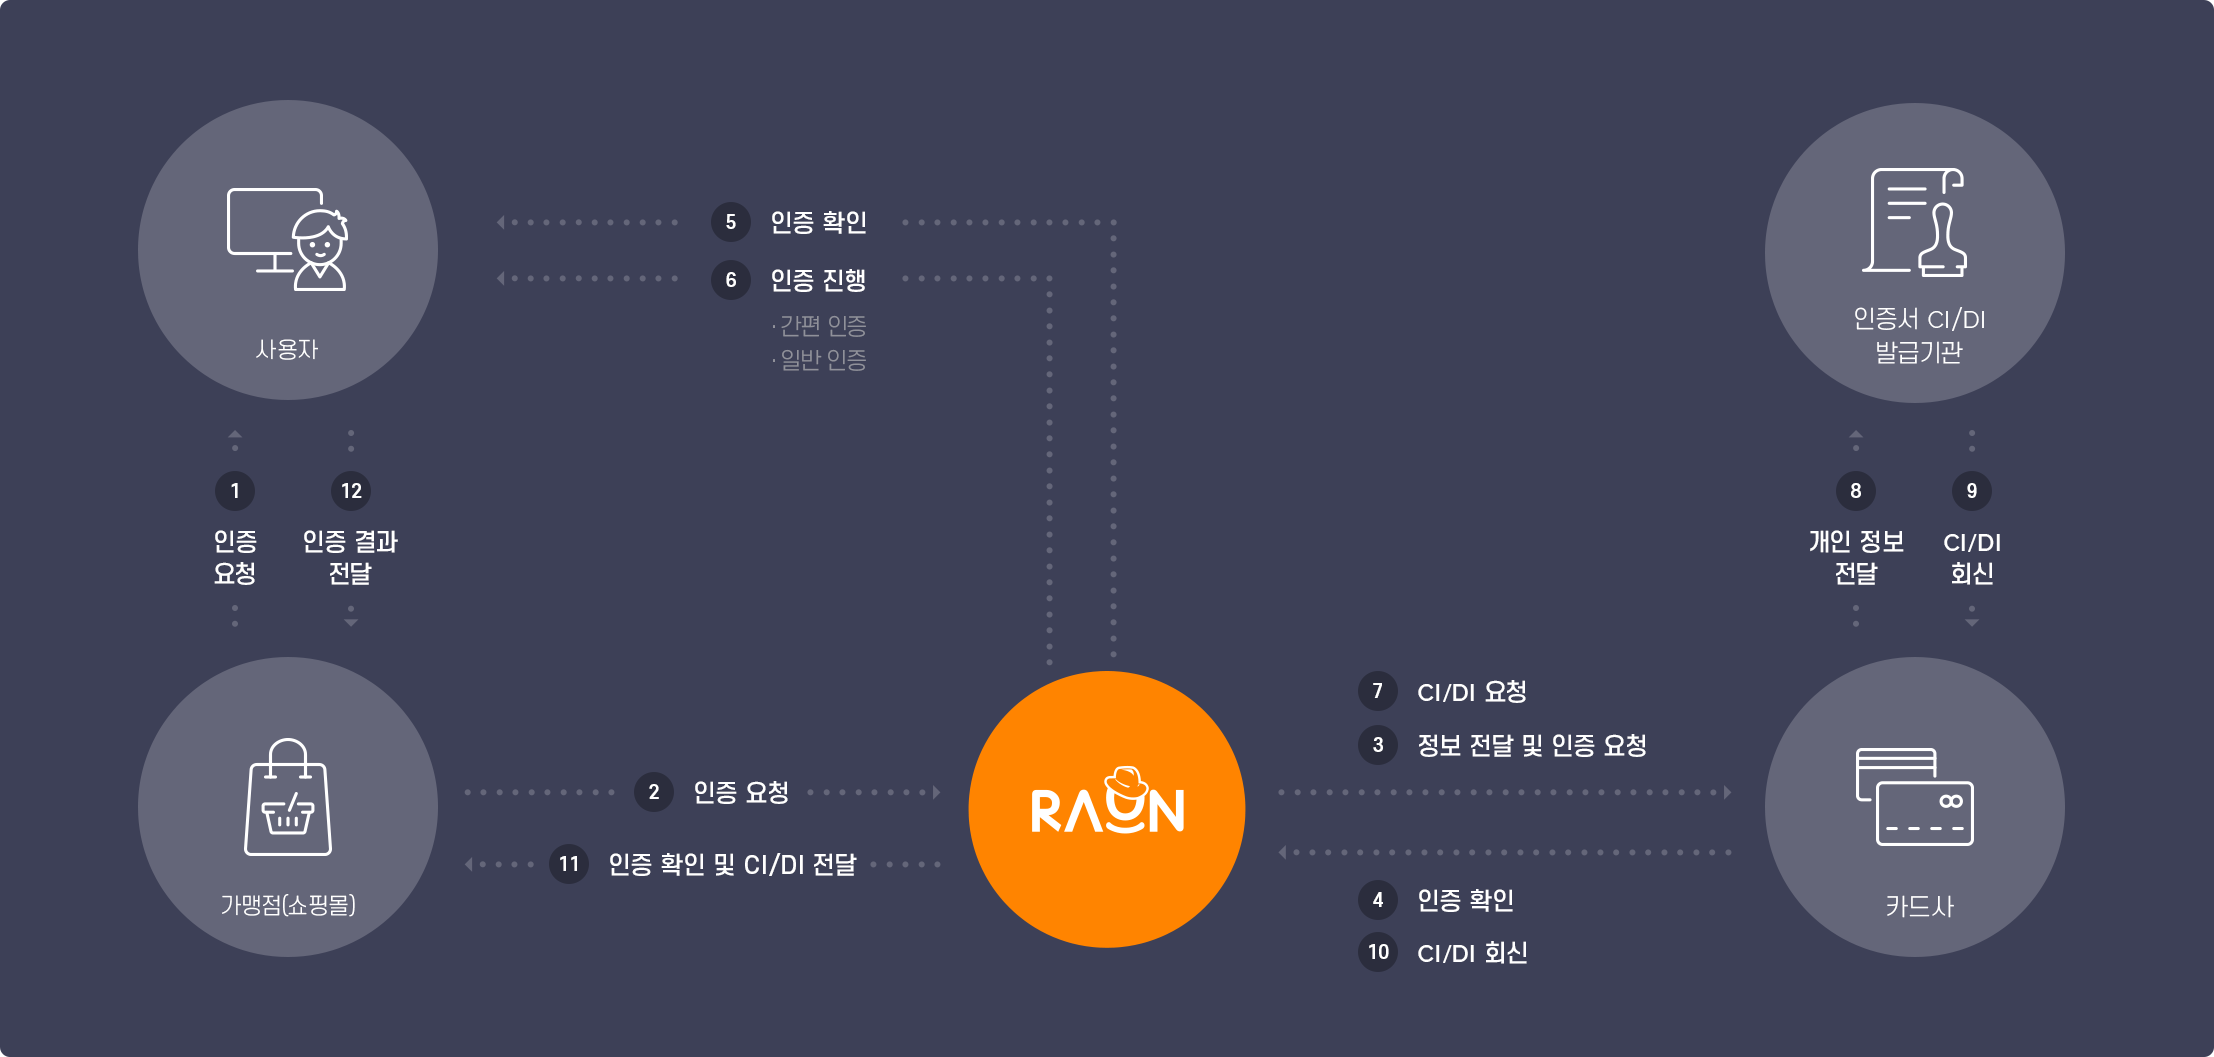 사용자
5 인증 확인
6 인증 진행
· 간편 인증
· 일반 인증
인증서 CI/DI
발급기관
1
인증
요청
12
인증 결과
전달
8
개인 정보
전달
9
CI/DI
회신
가맹점(쇼핑몰)
2 인증 요청
11 인증 확인 및 CI/DI 전달
RAON
7 CI/DI 요청
3 정보 전달 및 인증 요청
4 인증 확인
10 CI/DI 회신
카드사